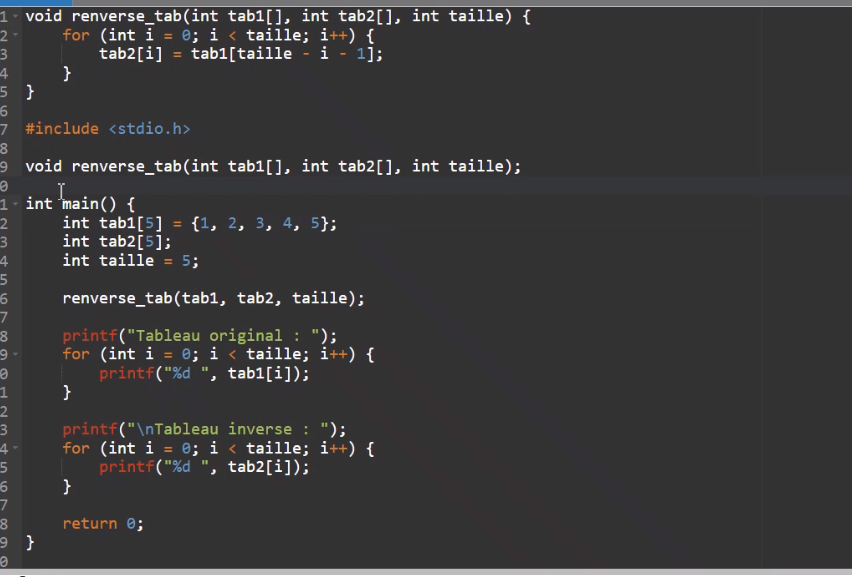 1 void renverse_tab(int tab1[], int tab2[], int taille) {
2     for (int i = 0; i < taille; i++) {
3         tab2[i] = tab1[taille - i - 1];
4     }
5 }
6
7 #include <stdio.h>
8
9 void renverse_tab(int tab1[], int tab2[], int taille);
0
1 int main() {
2     int tab1[5] = {1, 2, 3, 4, 5};
3     int tab2[5];
4     int taille = 5;
5
6     renverse_tab(tab1, tab2, taille);
7
8     printf("Tableau original : ");
9     for (int i = 0; i < taille; i++) {
0         printf("%d ", tab1[i]);
1     }
2
3     printf("\nTableau inverse : ");
4     for (int i = 0; i < taille; i++) {
5         printf("%d ", tab2[i]);
6     }
7
8     return 0;
9 }
0